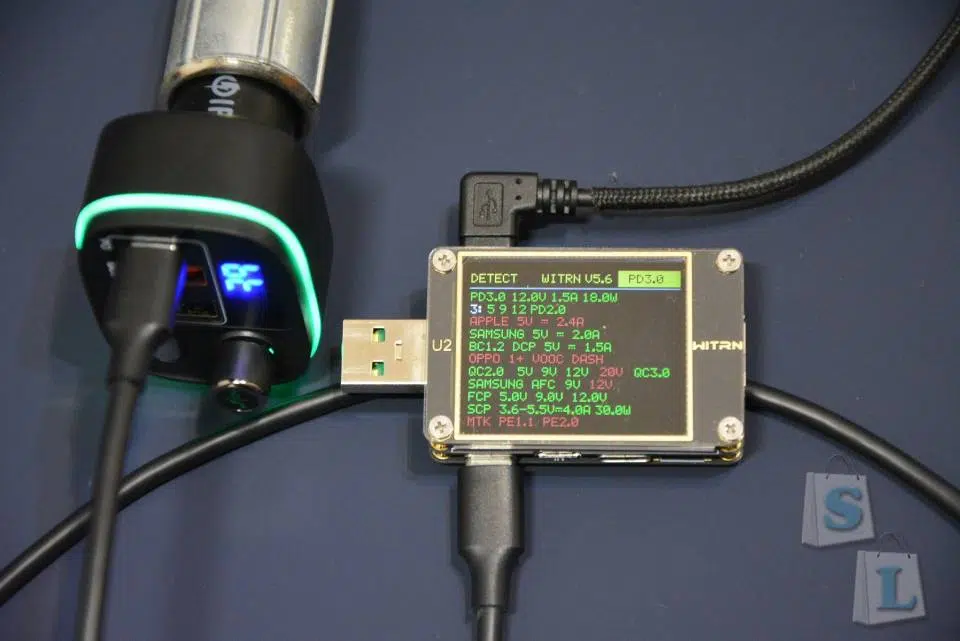 DETECT WITRN V5.6 PD3.0
PD3.0 12.0V 1.5A 18.0W
3: 5 9 12 PD2.0
APPLE 5V = 2.4A
SAMSUNG 5V = 2.0A
BC1.2 DCP 5V = 1.5A
OPPO 1+ VOOC DASH
QC2.0 5V 9V 12V 20V QC3.0
SAMSUNG AFC 9V 12V
FCP 5.0V 9.0V 12.0V
SCP 3.6-5.5V=4.0A 30.0W
MTK PE1.1 PE2.0
U2
WITRN
S
L